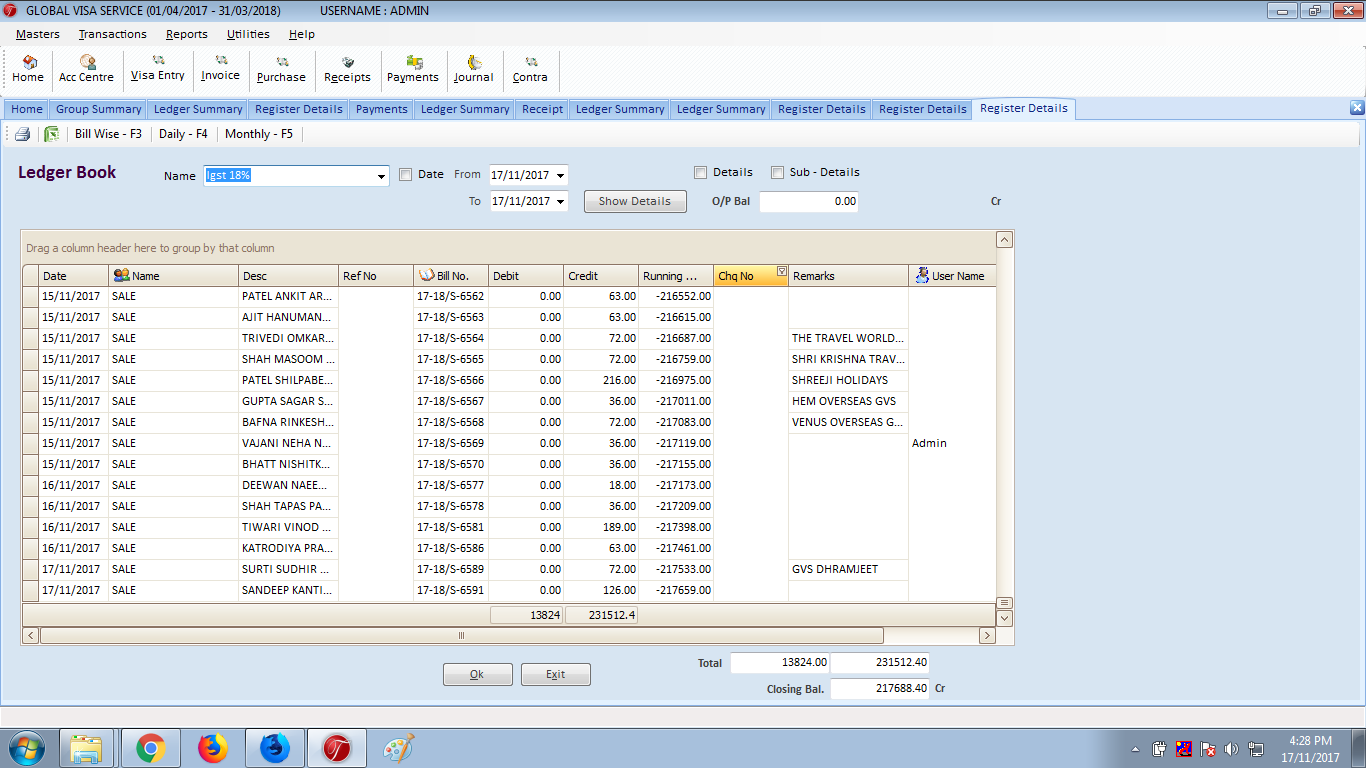 GLOBAL VISA SERVICE (01/04/2017 - 31/03/2018) USERNAME : ADMIN
Masters Transactions Reports Utilities Help
Home Acc Centre Visa Entry Invoice Purchase Receipts Payments Journal Contra
Home Group Summary Ledger Summary Register Details Payments Ledger Summary Receipt Ledger Summary Ledger Summary Register Details Register Details Register Details
Bill Wise - F3 Daily - F4 Monthly - F5
Ledger Book Name Igst 18% Date From 17/11/2017 Details Sub - Details
To 17/11/2017 Show Details O/P Bal 0.00 Cr
Drag a column header here to group by that column
Date Name Desc Ref No Bill No. Debit Credit Running ... Chq No Remarks User Name
15/11/2017 SALE PATEL ANKIT AR... 17-18/S-6562 0.00 63.00 -216552.00
15/11/2017 SALE AJIT HANUMAN... 17-18/S-6563 0.00 63.00 -216615.00
15/11/2017 SALE TRIVEDI OMKAR... 17-18/S-6564 0.00 72.00 -216687.00 THE TRAVEL WORLD...
15/11/2017 SALE SHAH MASOOM ... 17-18/S-6565 0.00 72.00 -216759.00 SHRI KRISHNA TRAV...
15/11/2017 SALE PATEL SHILPABE... 17-18/S-6566 0.00 216.00 -216975.00 SHREEJI HOLIDAYS
15/11/2017 SALE GUPTA SAGAR S... 17-18/S-6567 0.00 36.00 -217011.00 HEM OVERSEAS GVS
15/11/2017 SALE BAFNA RINKESH... 17-18/S-6568 0.00 72.00 -217083.00 VENUS OVERSEAS G...
15/11/2017 SALE VAJANI NEHA N... 17-18/S-6569 0.00 36.00 -217119.00 Admin
15/11/2017 SALE BHATT NISHITK... 17-18/S-6570 0.00 36.00 -217155.00
16/11/2017 SALE DEEWAN NAEE... 17-18/S-6577 0.00 18.00 -217173.00
16/11/2017 SALE SHAH TAPAS PA... 17-18/S-6578 0.00 36.00 -217209.00
16/11/2017 SALE TIWARI VINOD ... 17-18/S-6581 0.00 189.00 -217398.00
16/11/2017 SALE KATRODIYA PRA... 17-18/S-6586 0.00 63.00 -217461.00
17/11/2017 SALE SURTI SUDHIR ... 17-18/S-6589 0.00 72.00 -217533.00 GVS DHRAMJEET
17/11/2017 SALE SANDEEP KANTI... 17-18/S-6591 0.00 126.00 -217659.00
13824 231512.4
Total 13824.00 231512.40
Ok Exit
Closing Bal. 217688.40 Cr
4:28 PM
17/11/2017